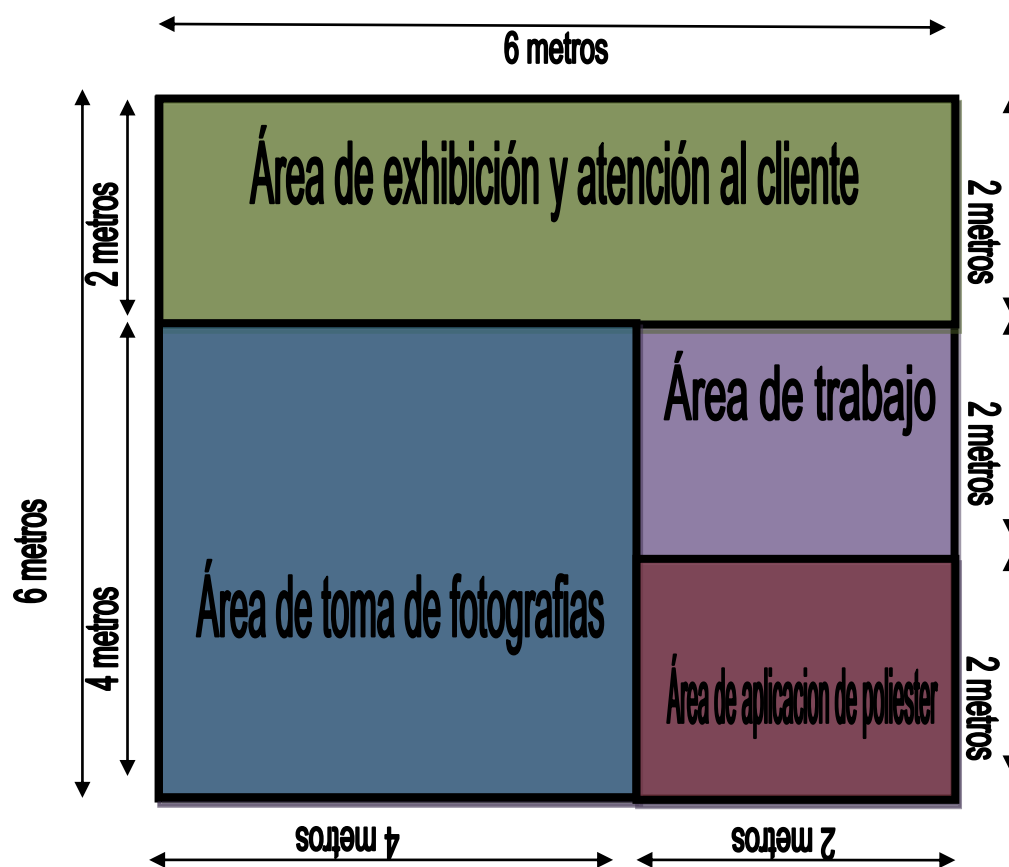 6 metros
Área de exhibición y atención al cliente
2 metros
2 metros
Área de trabajo
2 metros
6 metros
Área de toma de fotografias
4 metros
Área de aplicacion de poliester
2 metros
4 metros
2 metros